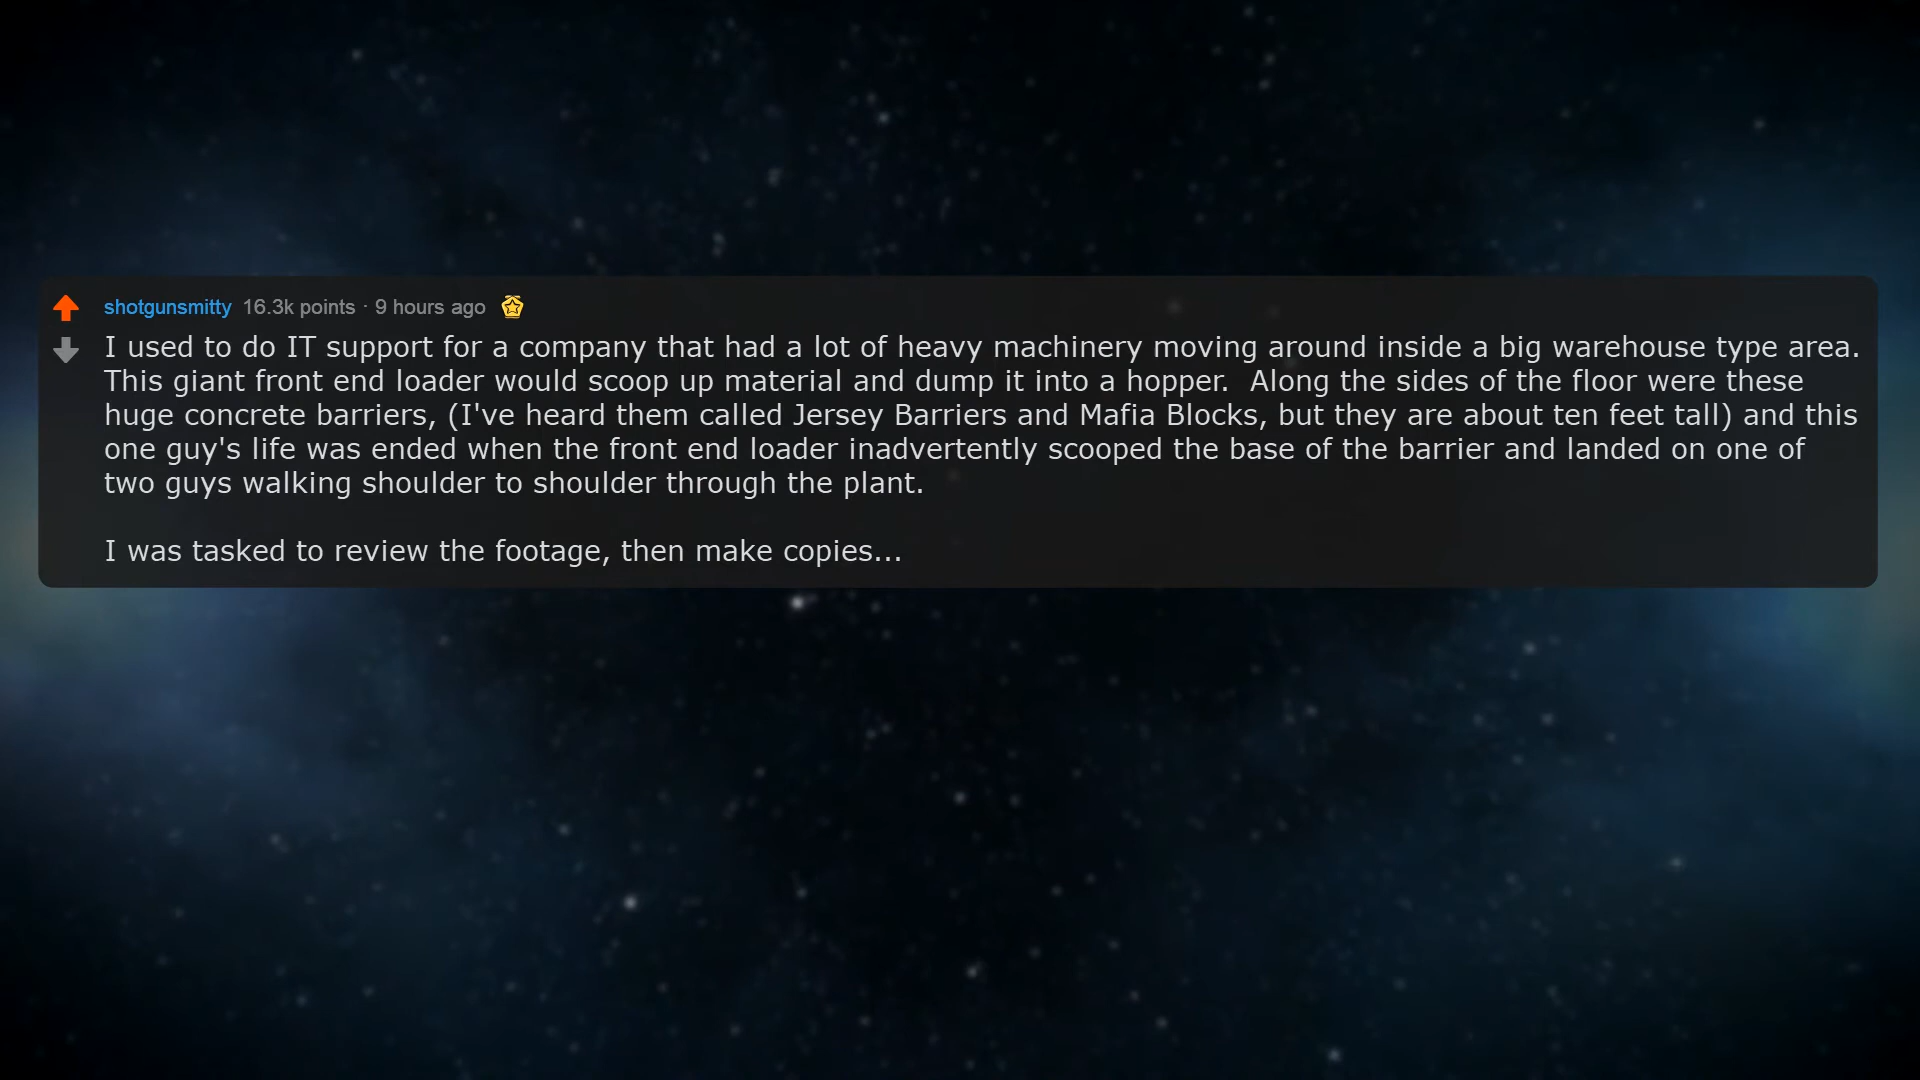 shotgunsmitty 16.3k points · 9 hours ago
I used to do IT support for a company that had a lot of heavy machinery moving around inside a big warehouse type area.
This giant front end loader would scoop up material and dump it into a hopper.  Along the sides of the floor were these
huge concrete barriers, (I've heard them called Jersey Barriers and Mafia Blocks, but they are about ten feet tall) and this
one guy's life was ended when the front end loader inadvertently scooped the base of the barrier and landed on one of
two guys walking shoulder to shoulder through the plant.
I was tasked to review the footage, then make copies...